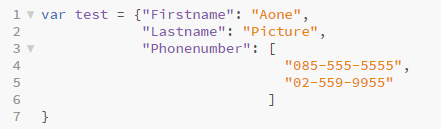 1 var test = {"Firstname": "Aone",
2 "Lastname": "Picture",
3 "Phonenumber": [
4 "085-555-5555",
5 "02-559-9955"
6 ]
7 }